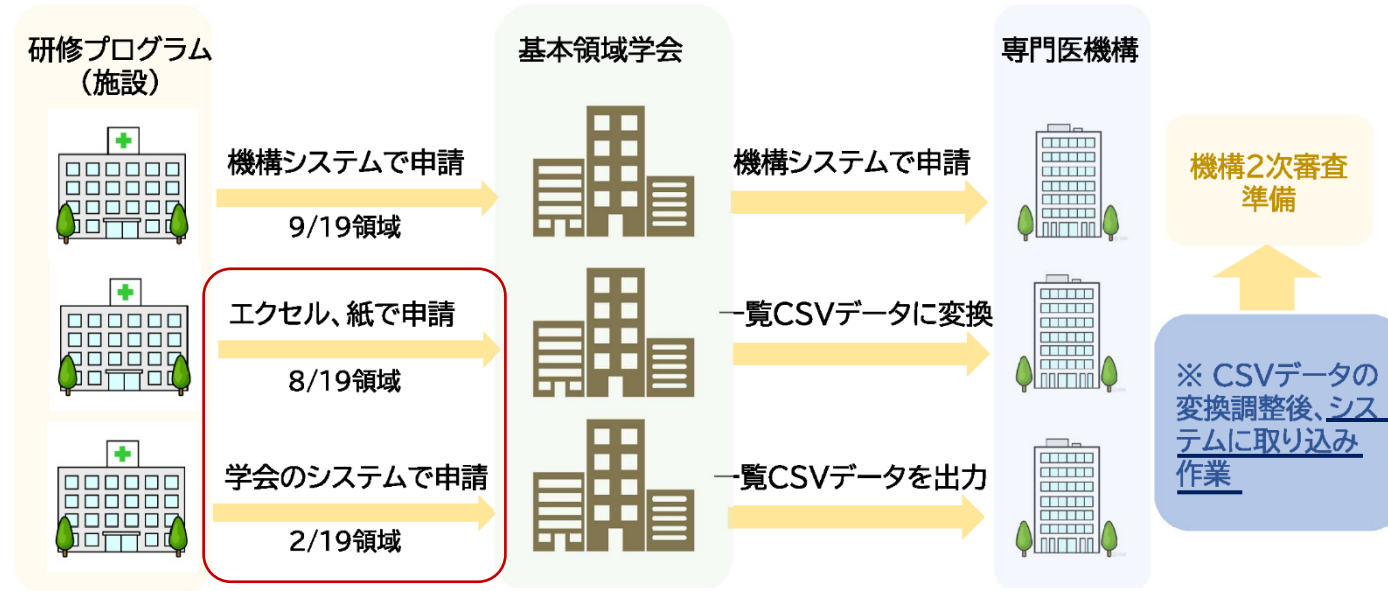 研修プログラム
(施設)
基本領域学会
専門医機構
機構システムで申請
9/19領域
機構システムで申請
機構2次審査
準備
エクセル、紙で申請
8/19領域
一覧CSVデータに変換
学会のシステムで申請
2/19領域
一覧CSVデータを出力
※ CSVデータの
変換調整後、シス
テムに取り込み
作業